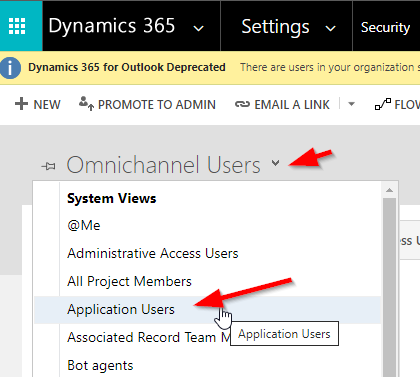 Dynamics 365 Settings Security
Dynamics 365 for Outlook Deprecated There are users in your organization s
+ NEW PROMOTE TO ADMIN EMAIL A LINK FLOW
Omnichannel Users
System Views
@Me
Administrative Access Users
All Project Members
Application Users
Application Users
Associated Record Team M
Bot agents